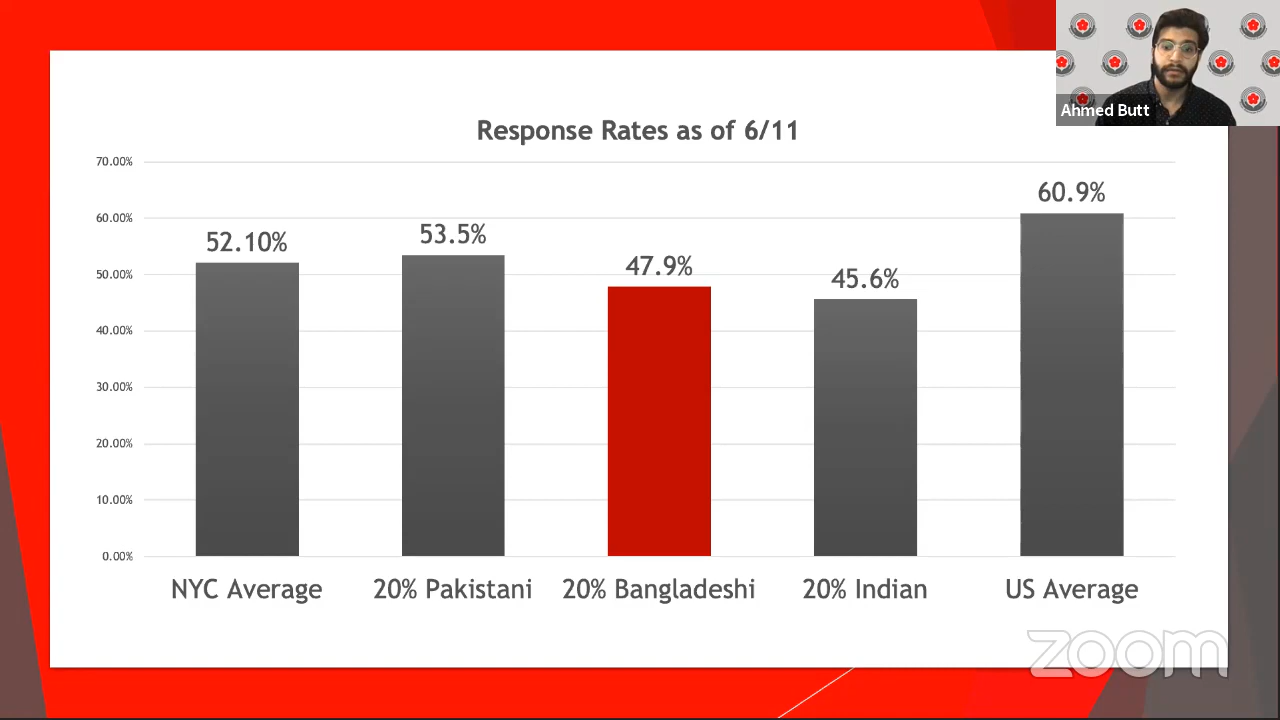 Ahmed Butt
Response Rates as of 6/11
70.00%
60.00%
50.00%
40.00%
30.00%
20.00%
10.00%
0.00%
52.10%
53.5%
47.9%
45.6%
60.9%
NYC Average
20% Pakistani
20% Bangladeshi
20% Indian
US Average
zoom